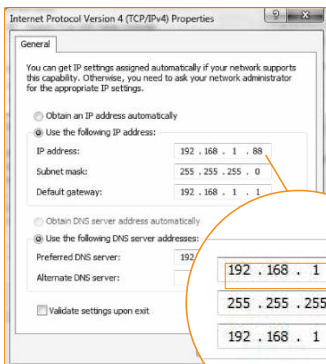 Internet Protocol Version 4 (TCP/IPv4) Properties
General
You can get IP settings assigned automatically if your network supports
this capability. Otherwise, you need to ask your network administrator
for the appropriate IP settings.
Obtain an IP address automatically
Use the following IP address:
IP address: 192 . 168 . 1 . 88
Subnet mask: 255 . 255 . 255 . 0
Default gateway: 192 . 168 . 1 . 1
Obtain DNS server address automatically
Use the following DNS server addresses:
Preferred DNS server: 192
Alternate DNS server:
Validate settings upon exit
192 . 168 . 1
255 . 255 . 255
192 . 168 . 1